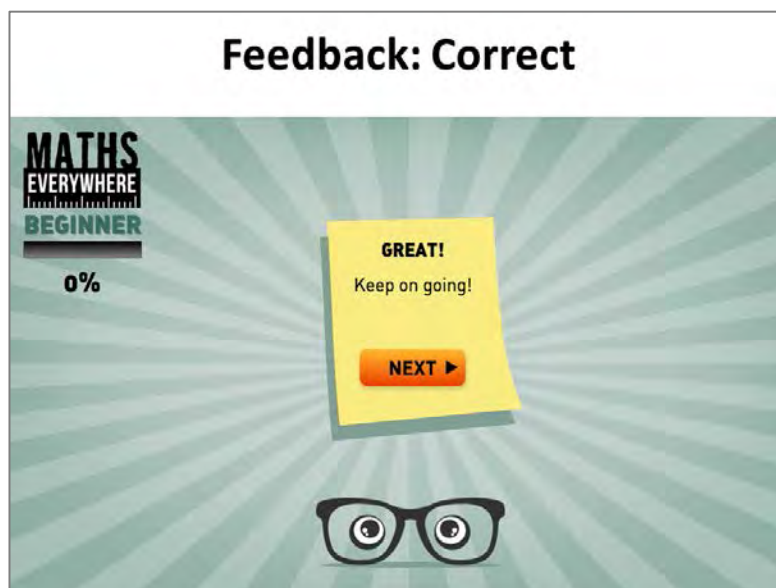 Feedback: Correct
MATHS
EVERYWHERE
BEGINNER
0%
GREAT!
Keep on going!
NEXT